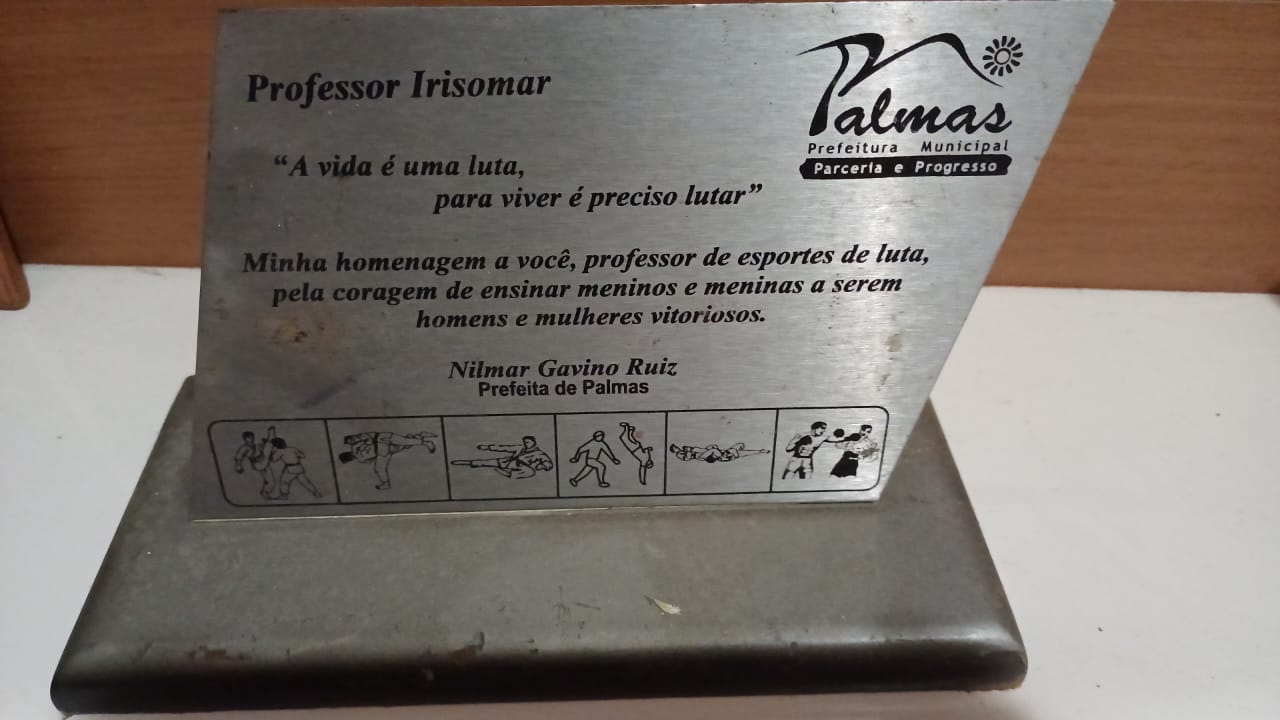 Professor Irisomar
Palmas
Prefeitura Municipal
Parceria e Progresso
“A vida é uma luta,
para viver é preciso lutar”
Minha homenagem a você, professor de esportes de luta,
pela coragem de ensinar meninos e meninas a serem
homens e mulheres vitoriosos.
Nilmar Gavino Ruiz
Prefeita de Palmas